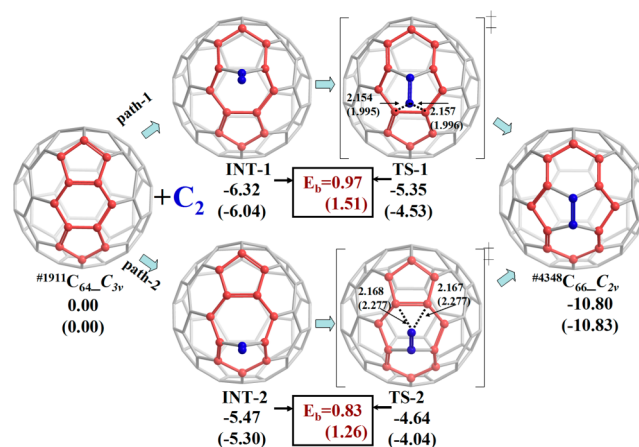 path-1
2.154
(1.995)
2.157
(1.996)
‡
INT-1
-6.32
(-6.04)
E_b=0.97
(1.51)
TS-1
-5.35
(-4.53)
+C₂
#1911C₆₄_C₃ᵥ
0.00
(0.00)
#4348C₆₆_C₂ᵥ
-10.80
(-10.83)
path-2
2.168
(2.277)
2.167
(2.277)
‡
INT-2
-5.47
(-5.30)
E_b=0.83
(1.26)
TS-2
-4.64
(-4.04)